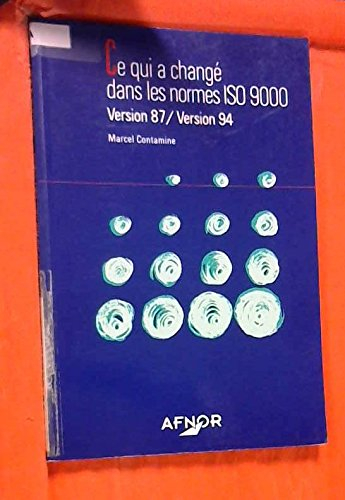 Ce qui a changé
dans les normes ISO 9000
Version 87/ Version 94
Marcel Contamine
AFNOR